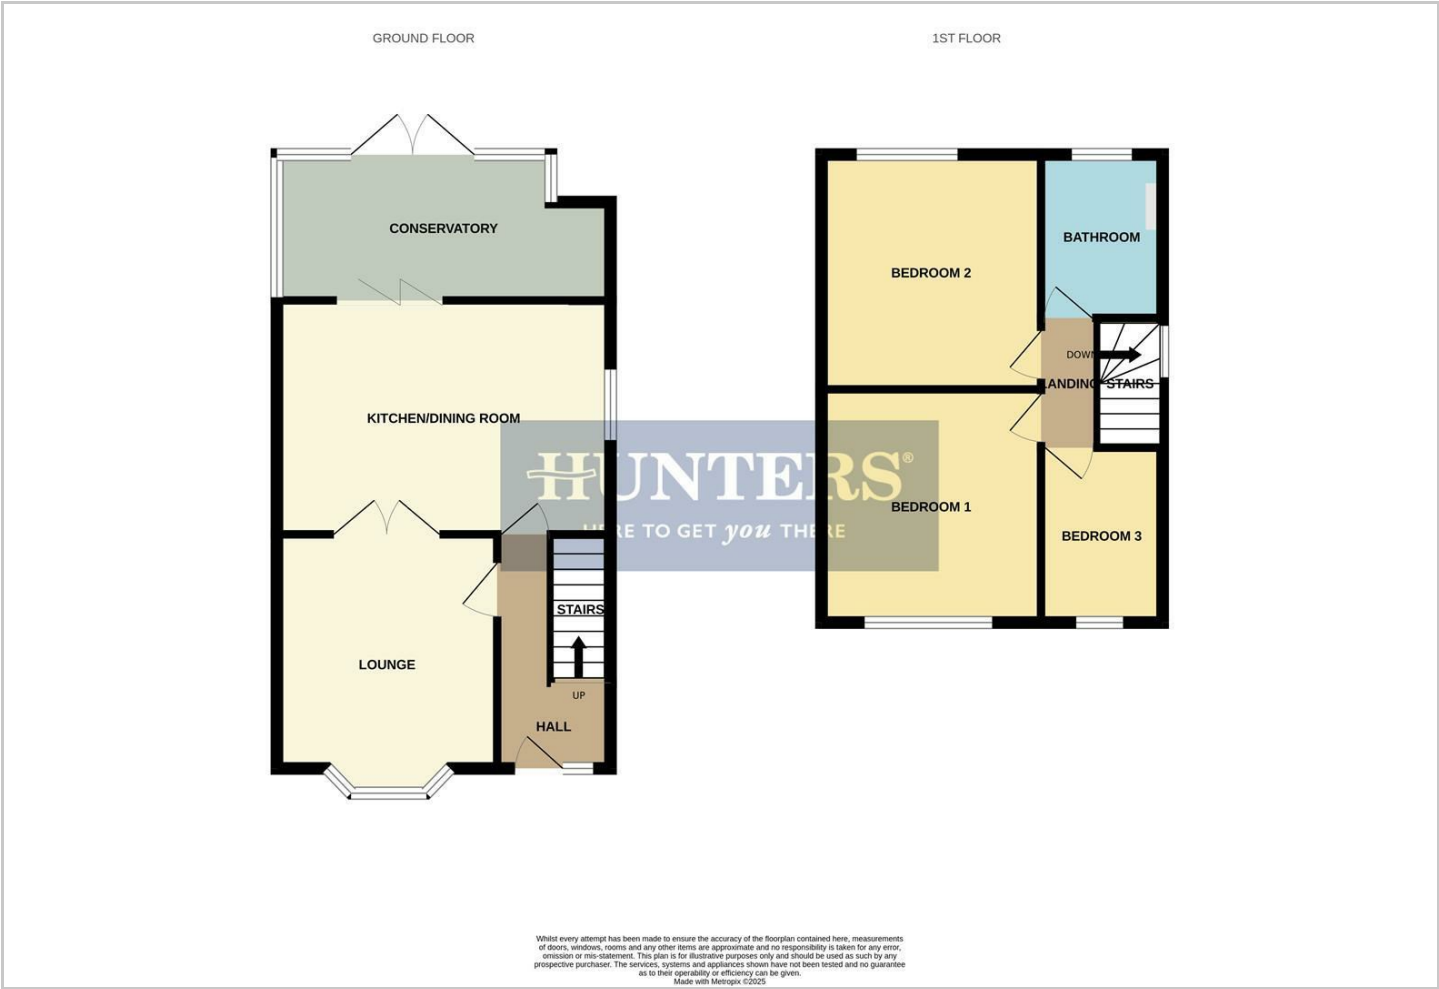 GROUND FLOOR
1ST FLOOR
CONSERVATORY
KITCHEN/DINING ROOM
LOUNGE
STAIRS
UP
HALL
BEDROOM 2
BATHROOM
DOWN
LANDING
STAIRS
BEDROOM 1
BEDROOM 3
HUNTERS®
HERE TO GET you THERE
Whilst every attempt has been made to ensure the accuracy of the floorplan contained here, measurements
of doors, windows, rooms and any other items are approximate and no responsibility is taken for any error,
omission or mis-statement. This plan is for illustrative purposes only and should be used as such by any
prospective purchaser. The services, systems and appliances shown have not been tested and no guarantee
as to their operability or efficiency can be given.
Made with Metropix ©2025